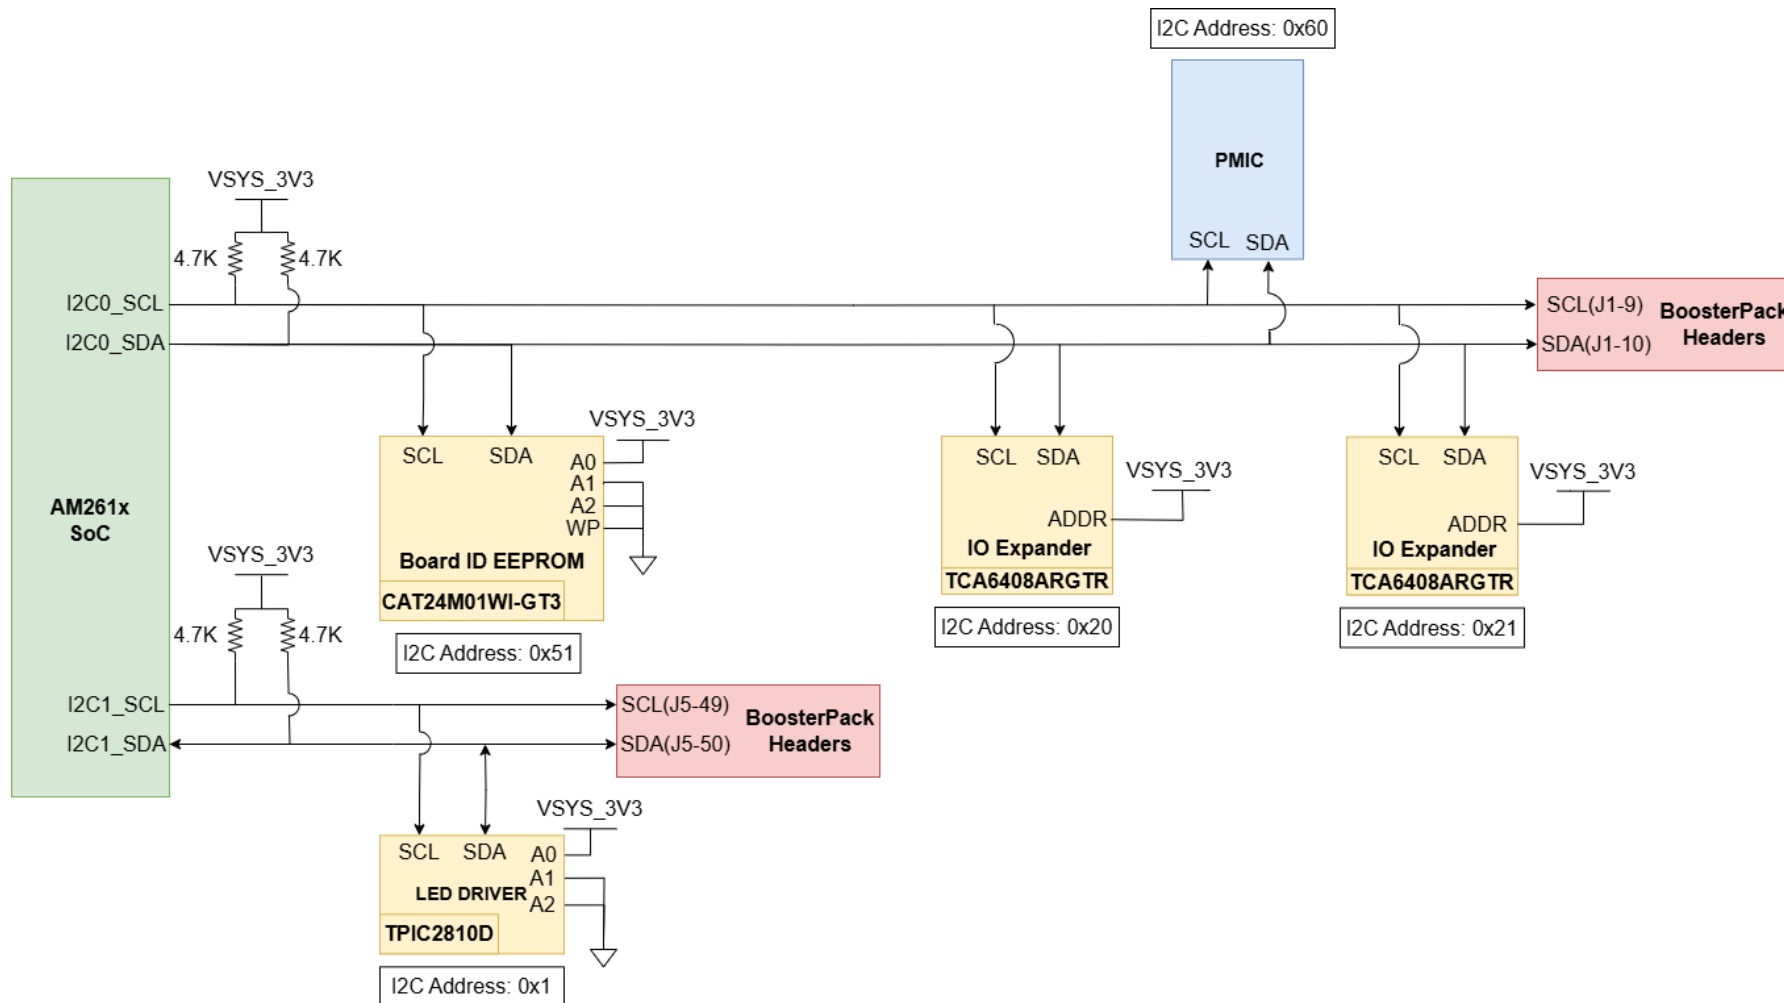 I2C Address: 0x60
PMIC
SCL
SDA
VSYS_3V3
4.7K
4.7K
I2C0_SCL
I2C0_SDA
SCL(J1-9)
SDA(J1-10)
BoosterPack
Headers
AM261x
SoC
SCL
SDA
VSYS_3V3
A0
A1
A2
WP
Board ID EEPROM
CAT24M01WI-GT3
I2C Address: 0x51
SCL
SDA
VSYS_3V3
ADDR
IO Expander
TCA6408ARGTR
I2C Address: 0x20
SCL
SDA
VSYS_3V3
ADDR
IO Expander
TCA6408ARGTR
I2C Address: 0x21
VSYS_3V3
4.7K
4.7K
I2C1_SCL
I2C1_SDA
SCL(J5-49)
SDA(J5-50)
BoosterPack
Headers
VSYS_3V3
SCL
SDA
A0
A1
A2
LED DRIVER
TPIC2810D
I2C Address: 0x1